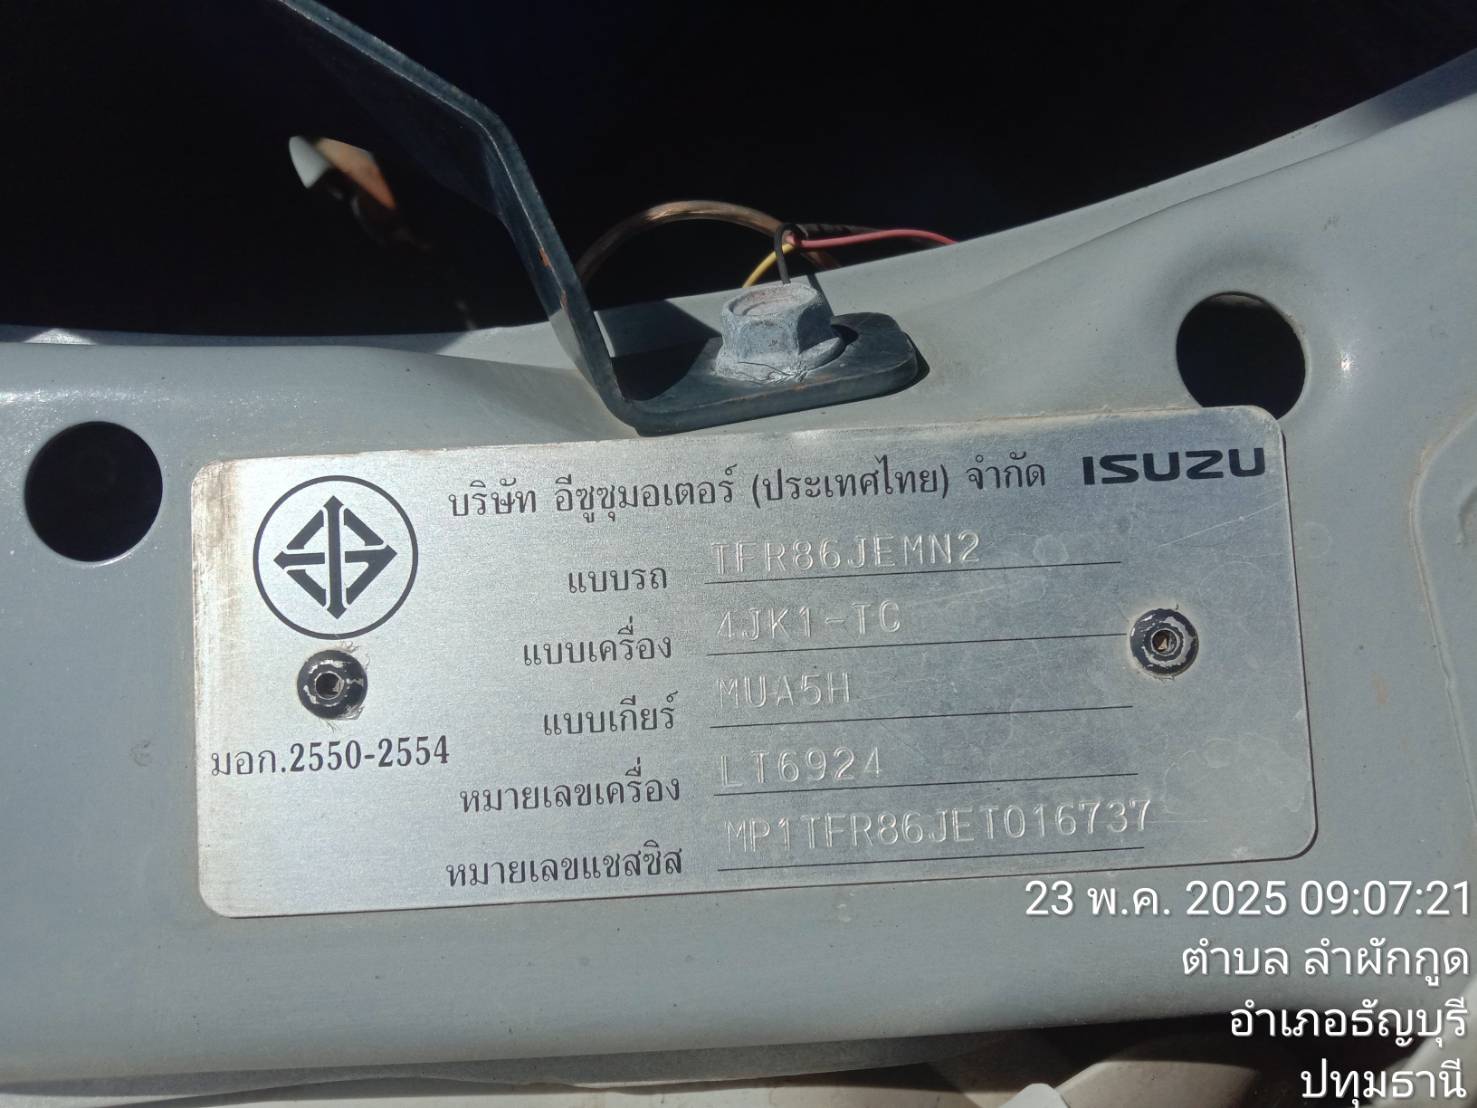 บริษัท อีซูซุมอเตอร์ (ประเทศไทย) จำกัด ISUZU
แบบรถ TFR86JEMN2
แบบเครื่อง 4JK1-TC
แบบเกียร์ MUA5H
มอก.2550-2554
หมายเลขเครื่อง LT6924
หมายเลขแชสซิส MP1TFR86JET016737
23 พ.ค. 2025 09:07:21
ตำบล ลำผักกูด
อำเภอธัญบุรี
ปทุมธานี